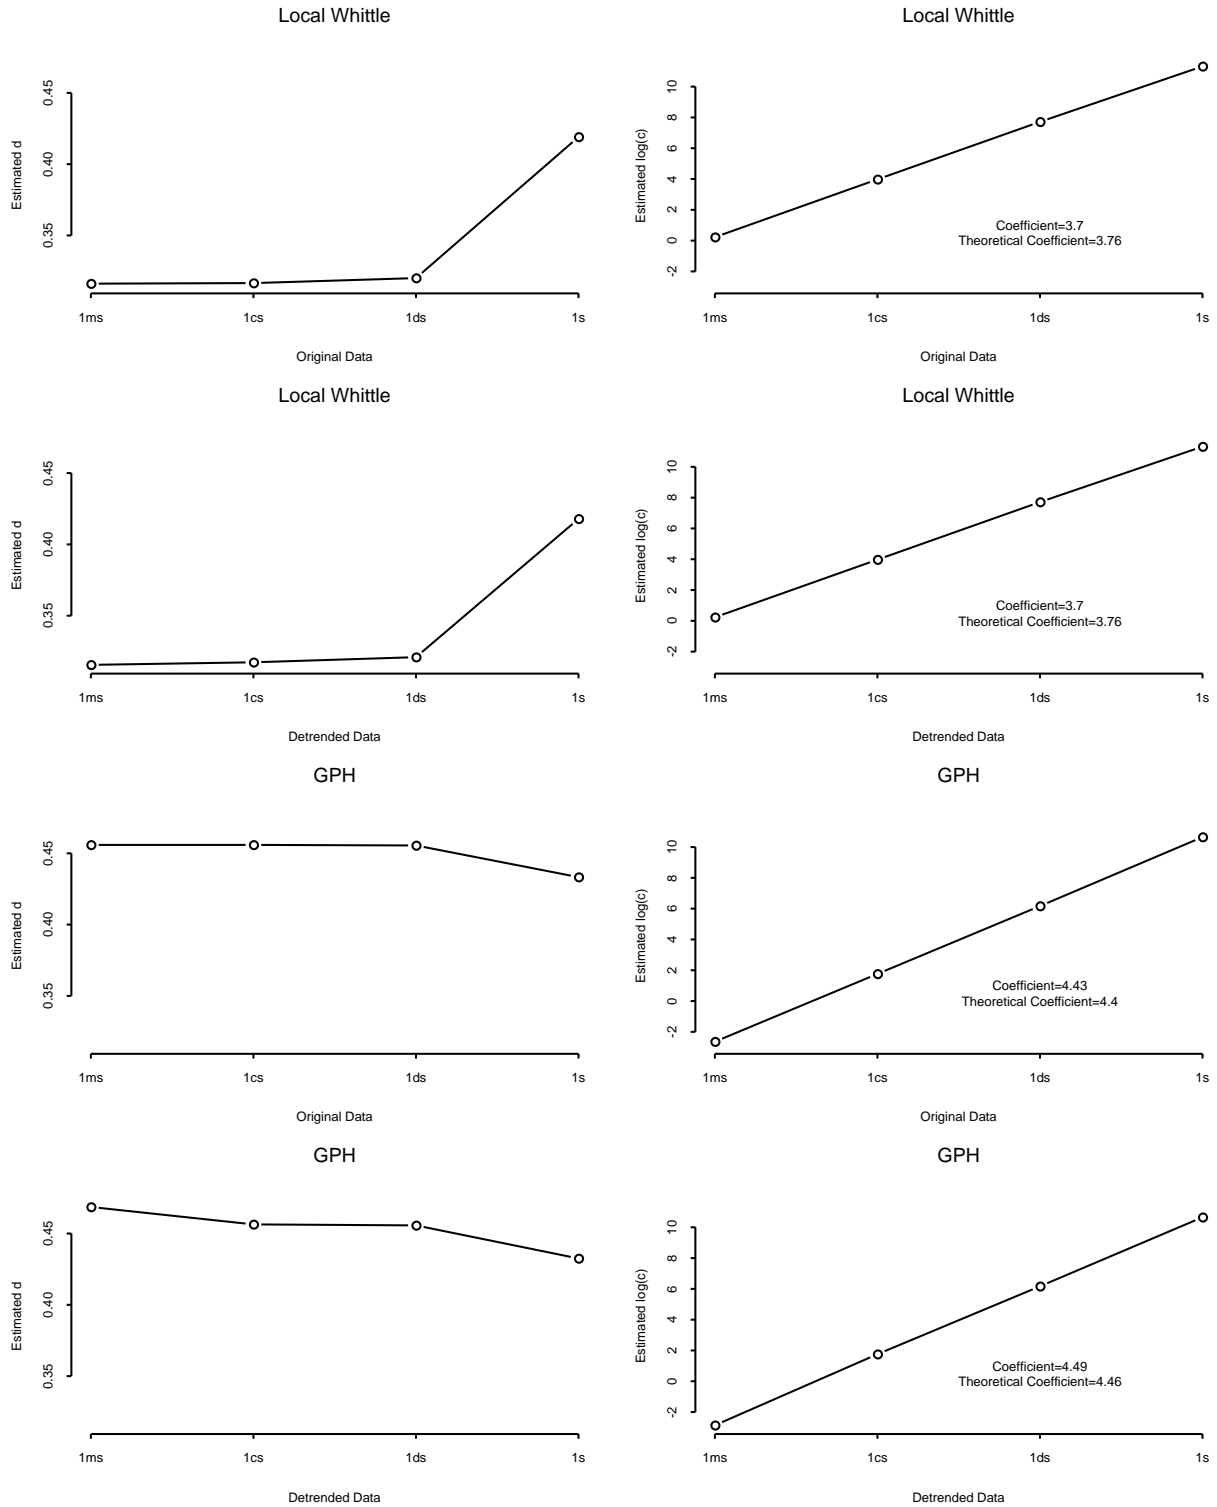 Local Whittle
Estimated d
0.45
0.40
0.35
1ms 1cs 1ds 1s
Original Data
Local Whittle
Estimated log(c)
10
8
6
4
2
0
-2
Coefficient=3.7
Theoretical Coefficient=3.76
1ms 1cs 1ds 1s
Original Data
Local Whittle
Estimated d
0.45
0.40
0.35
1ms 1cs 1ds 1s
Detrended Data
Local Whittle
Estimated log(c)
10
8
6
4
2
0
-2
Coefficient=3.7
Theoretical Coefficient=3.76
1ms 1cs 1ds 1s
Detrended Data
GPH
Estimated d
0.45
0.40
0.35
1ms 1cs 1ds 1s
Original Data
GPH
Estimated log(c)
10
8
6
4
2
0
-2
Coefficient=4.43
Theoretical Coefficient=4.4
1ms 1cs 1ds 1s
Original Data
GPH
Estimated d
0.45
0.40
0.35
1ms 1cs 1ds 1s
Detrended Data
GPH
Estimated log(c)
10
8
6
4
2
0
-2
Coefficient=4.49
Theoretical Coefficient=4.46
1ms 1cs 1ds 1s
Detrended Data